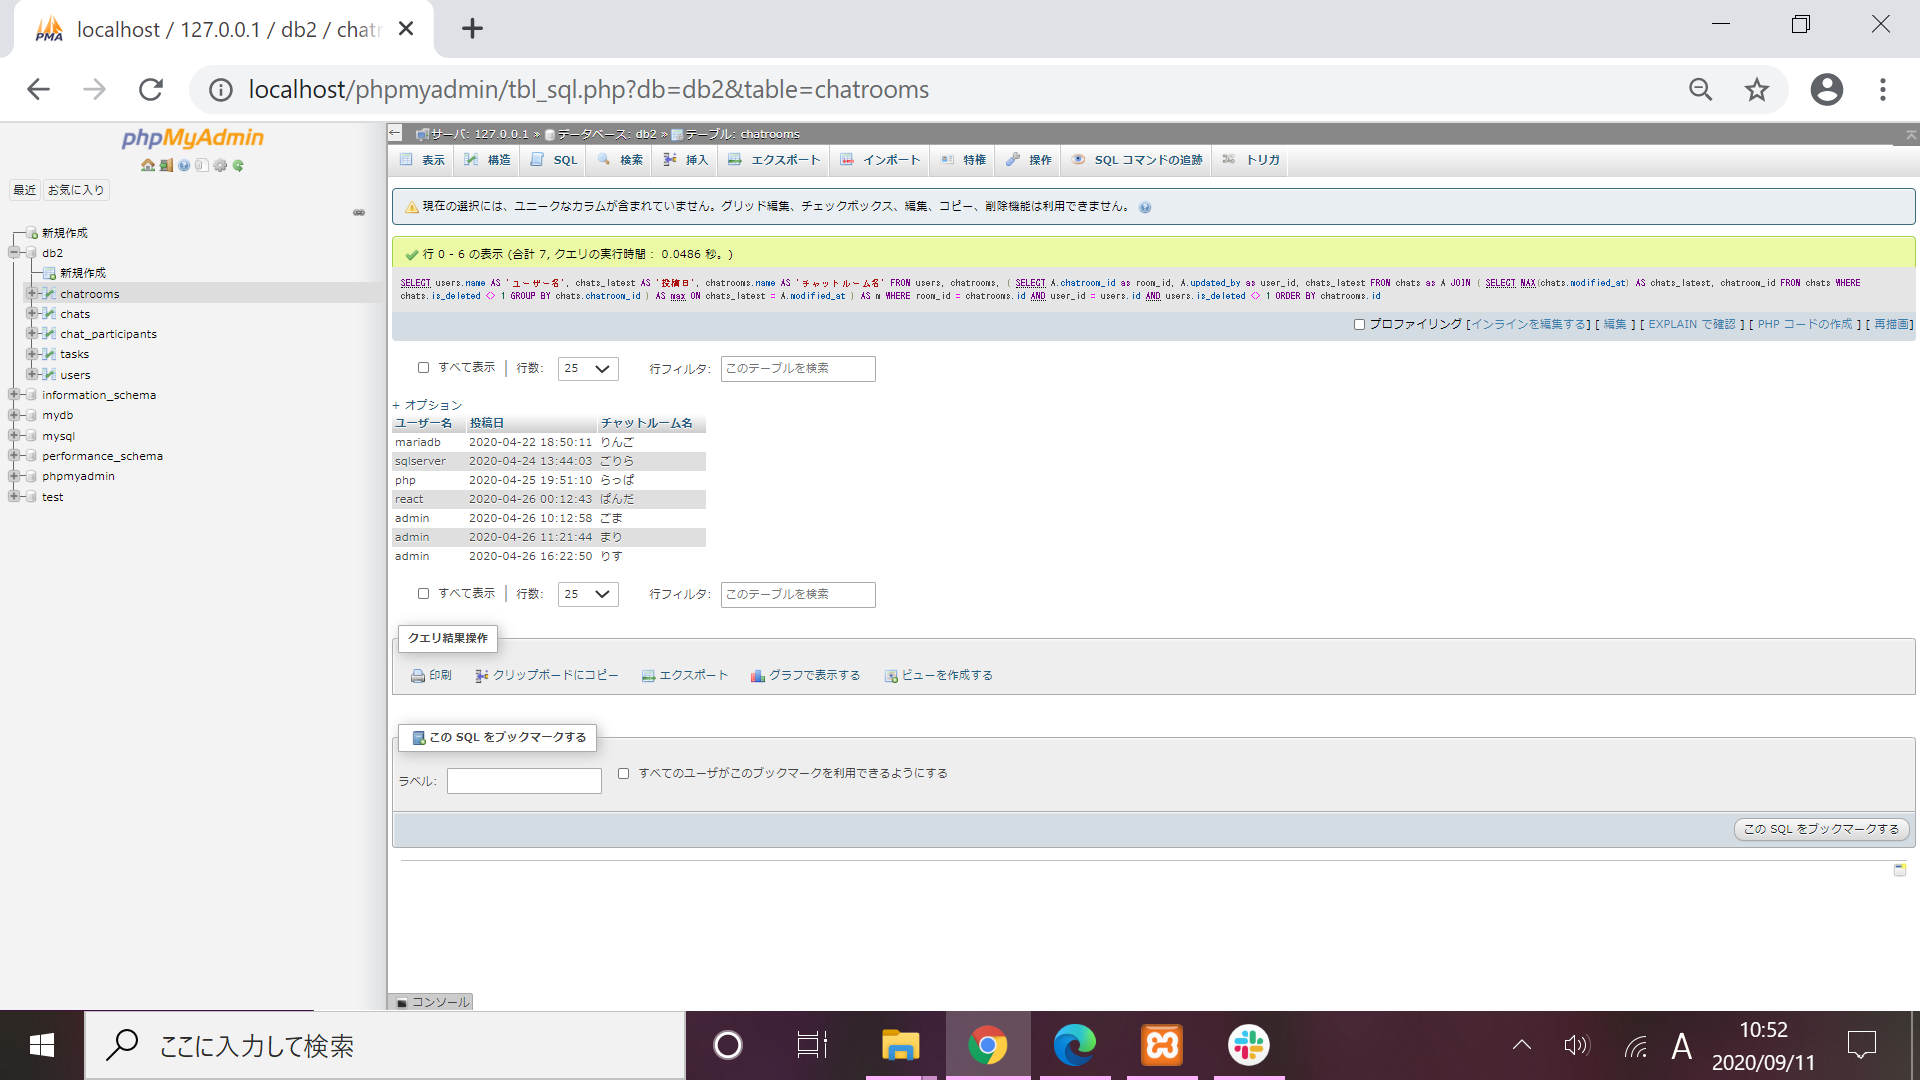 localhost / 127.0.0.1 / db2 / chatr
localhost/phpmyadmin/tbl_sql.php?db=db2&table=chatrooms
phpMyAdmin
最近 お気に入り
新規作成
db2
新規作成
chatrooms
chats
chat_participants
tasks
users
information_schema
mydb
mysql
performance_schema
phpmyadmin
test
サーバ: 127.0.0.1 » データベース: db2 » テーブル: chatrooms
表示 構造 SQL 検索 挿入 エクスポート インポート 特権 操作 SQL コマンドの追跡 トリガ
現在の選択には、ユニークなカラムが含まれていません。グリッド編集、チェックボックス、編集、コピー、削除機能は利用できません。
行 0 - 6 の表示 (合計 7, クエリの実行時間： 0.0486 秒。)
SELECT users.name AS 'ユーザー名', chats_latest AS '投稿日', chatrooms.name AS 'チャットルーム名' FROM users, chatrooms, ( SELECT A.chatroom_id as room_id, A.updated_by as user_id, chats_latest FROM chats as A JOIN ( SELECT MAX(chats.modified_at) AS chats_latest, chatroom_id FROM chats WHERE
chats.is_deleted <> 1 GROUP BY chats.chatroom_id ) AS max ON chats_latest = A.modified_at ) AS m WHERE room_id = chatrooms.id AND user_id = users.id AND users.is_deleted <> 1 ORDER BY chatrooms.id
プロファイリング [インラインを編集する] [ 編集 ] [ EXPLAIN で確認 ] [ PHP コードの作成 ] [ 再描画]
すべて表示 行数: 25 行フィルタ: このテーブルを検索
+ オプション
ユーザー名 投稿日 チャットルーム名
mariadb 2020-04-22 18:50:11 りんご
sqlserver 2020-04-24 13:44:03 ごりら
php 2020-04-25 19:51:10 らっぱ
react 2020-04-26 00:12:43 ぱんだ
admin 2020-04-26 10:12:58 ごま
admin 2020-04-26 11:21:44 まり
admin 2020-04-26 16:22:50 りす
すべて表示 行数: 25 行フィルタ: このテーブルを検索
クエリ結果操作
印刷 クリップボードにコピー エクスポート グラフで表示する ビューを作成する
この SQL をブックマークする
ラベル: すべてのユーザがこのブックマークを利用できるようにする
この SQL をブックマークする
コンソール
ここに入力して検索
A
10:52
2020/09/11